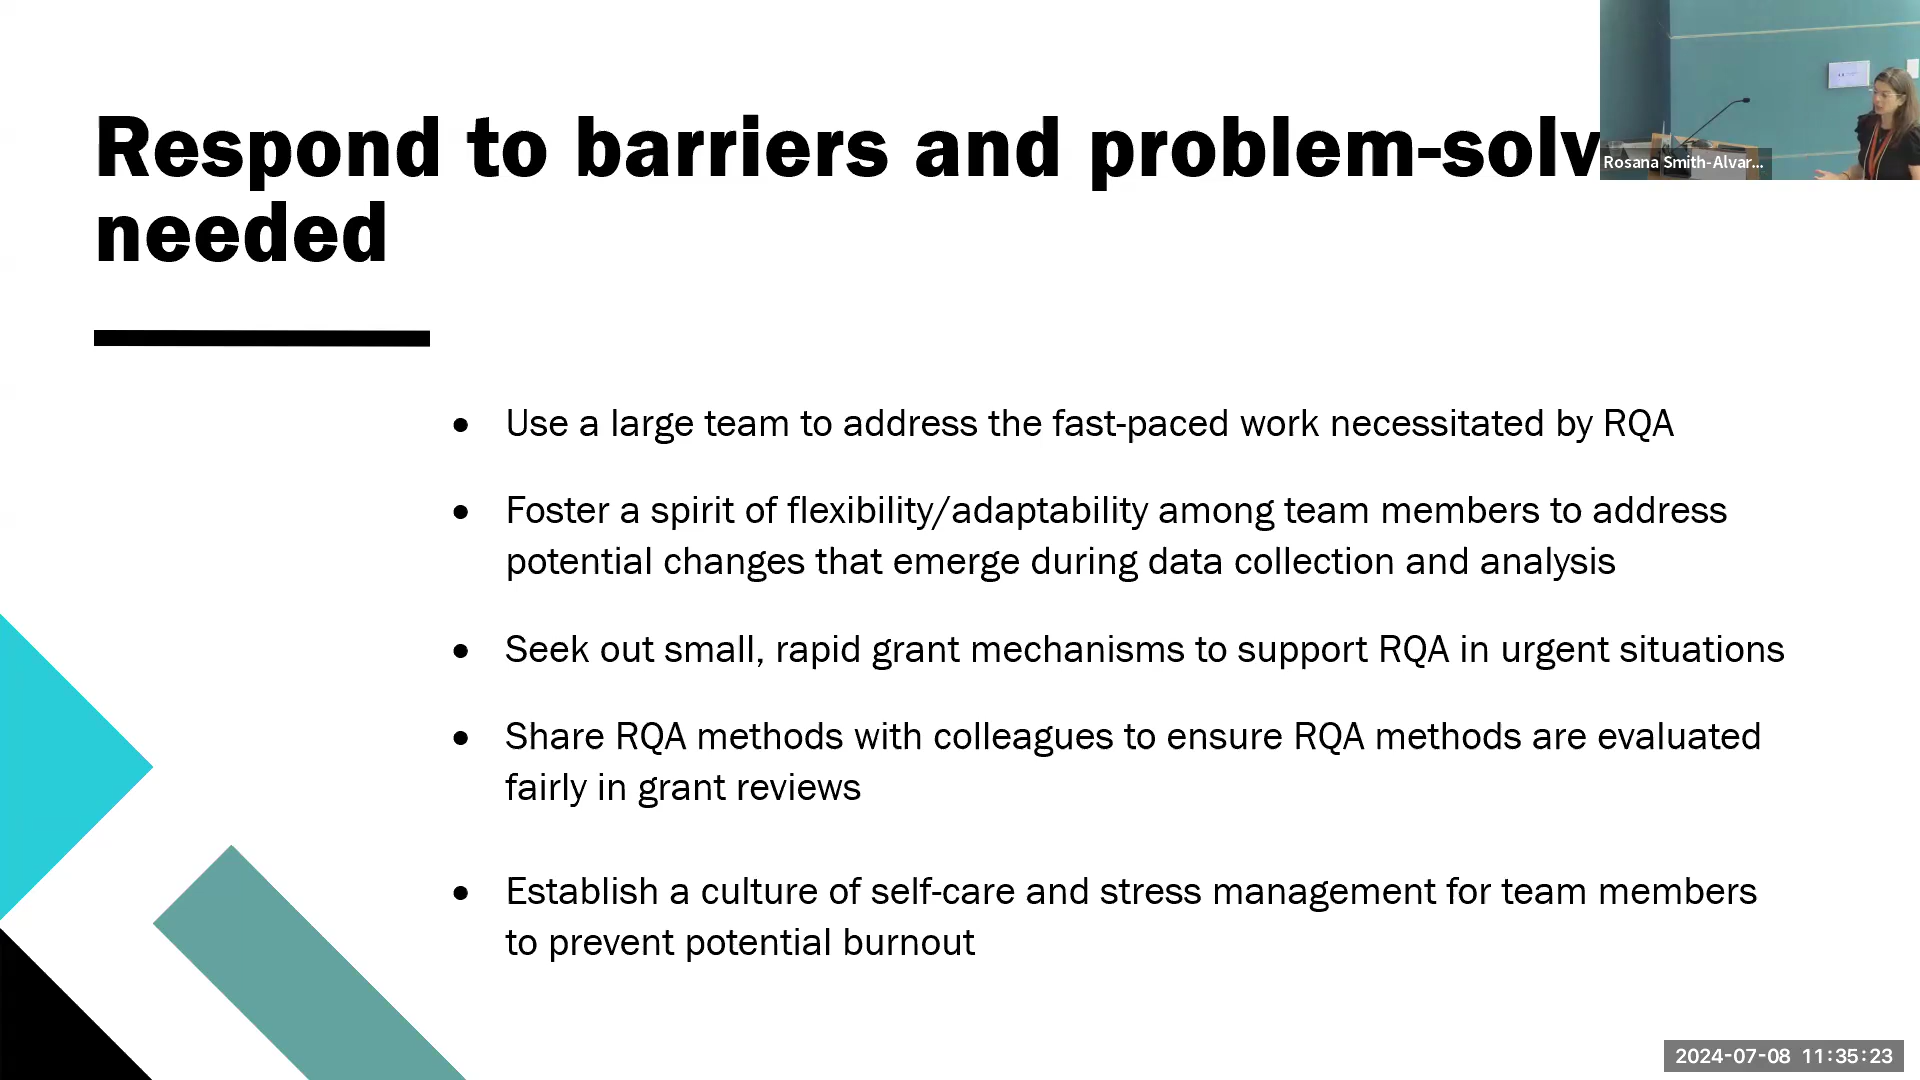 Respond to barriers and problem-solv
needed
Rosana Smith-Alvar...
• Use a large team to address the fast-paced work necessitated by RQA
• Foster a spirit of flexibility/adaptability among team members to address
potential changes that emerge during data collection and analysis
• Seek out small, rapid grant mechanisms to support RQA in urgent situations
• Share RQA methods with colleagues to ensure RQA methods are evaluated
fairly in grant reviews
• Establish a culture of self-care and stress management for team members
to prevent potential burnout
2024-07-08 11:35:23